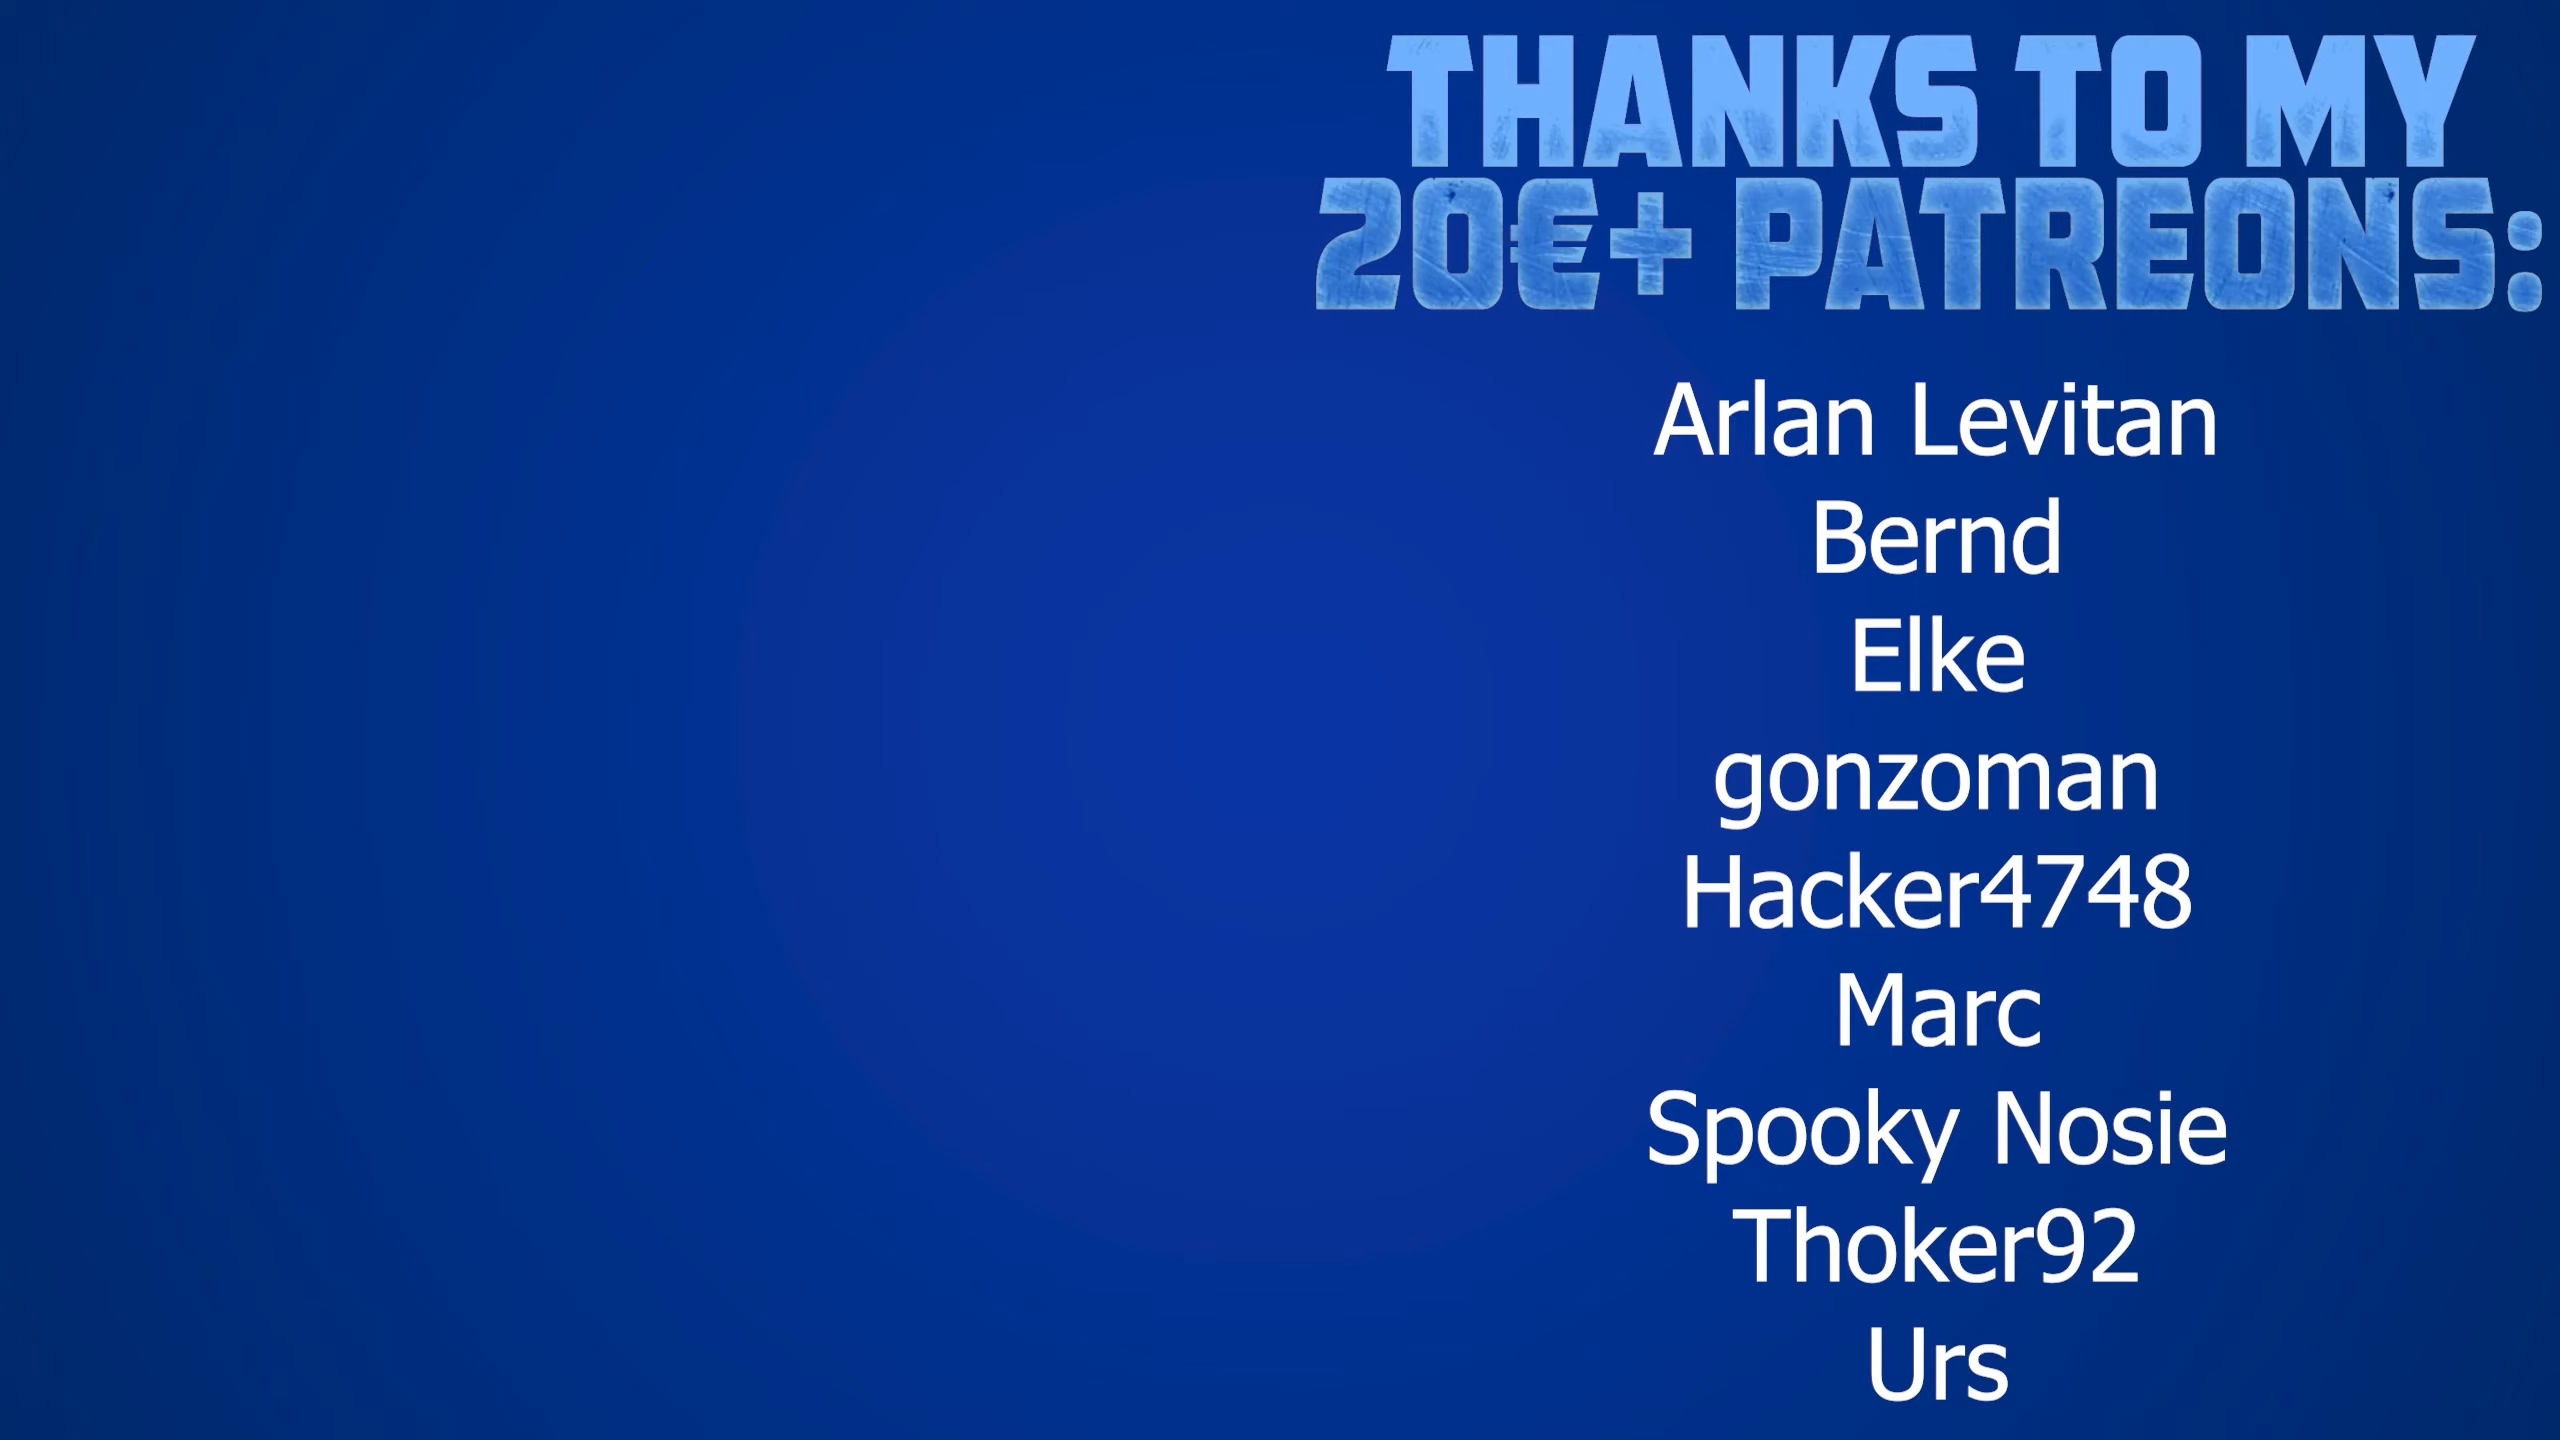 THANKS TO MY
20€+ PATREONS:
Arlan Levitan
Bernd
Elke
gonzoman
Hacker4748
Marc
Spooky Nosie
Thoker92
Urs